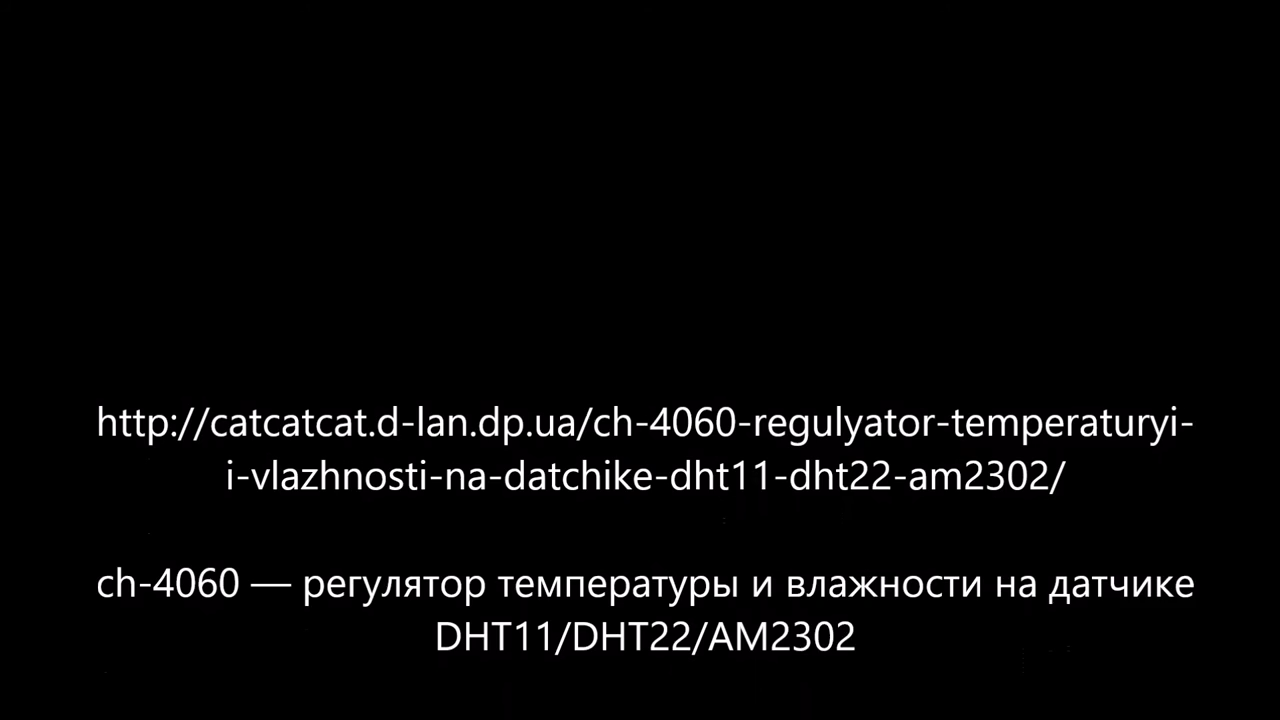 http://catcatcat.d-lan.dp.ua/ch-4060-regulyator-temperaturyi-
i-vlazhnosti-na-datchike-dht11-dht22-am2302/
ch-4060 — регулятор температуры и влажности на датчике
DHT11/DHT22/AM2302